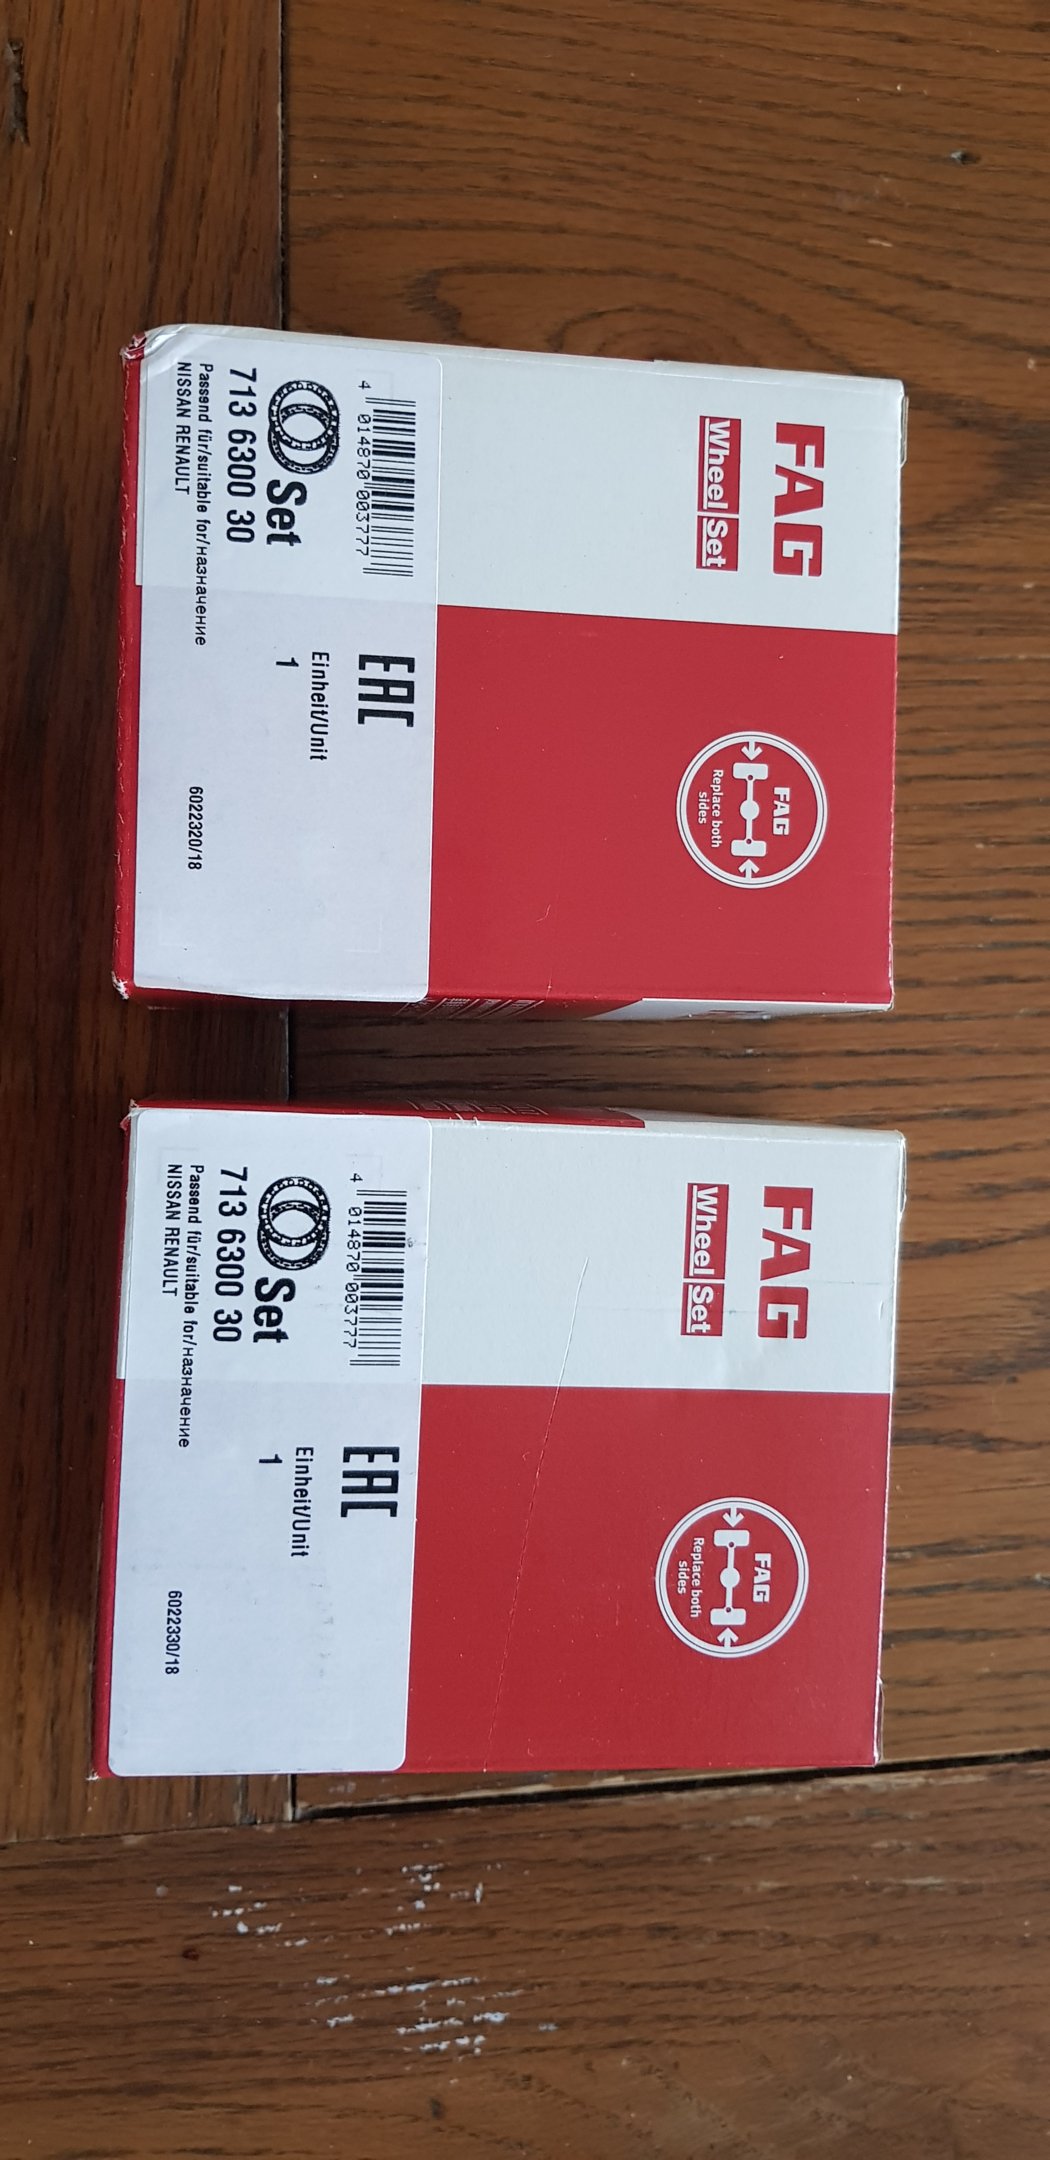 FAG
Wheel Set
FAG
Replace both
sides
4 014870 003777
EAC
Set
Einheit/Unit
713 6300 30
1
Passend für/suitable for/назначение
NISSAN RENAULT
6022320/18
FAG
Wheel Set
FAG
Replace both
sides
4 014870 003777
EAC
Set
Einheit/Unit
713 6300 30
1
Passend für/suitable for/назначение
NISSAN RENAULT
6022330/18